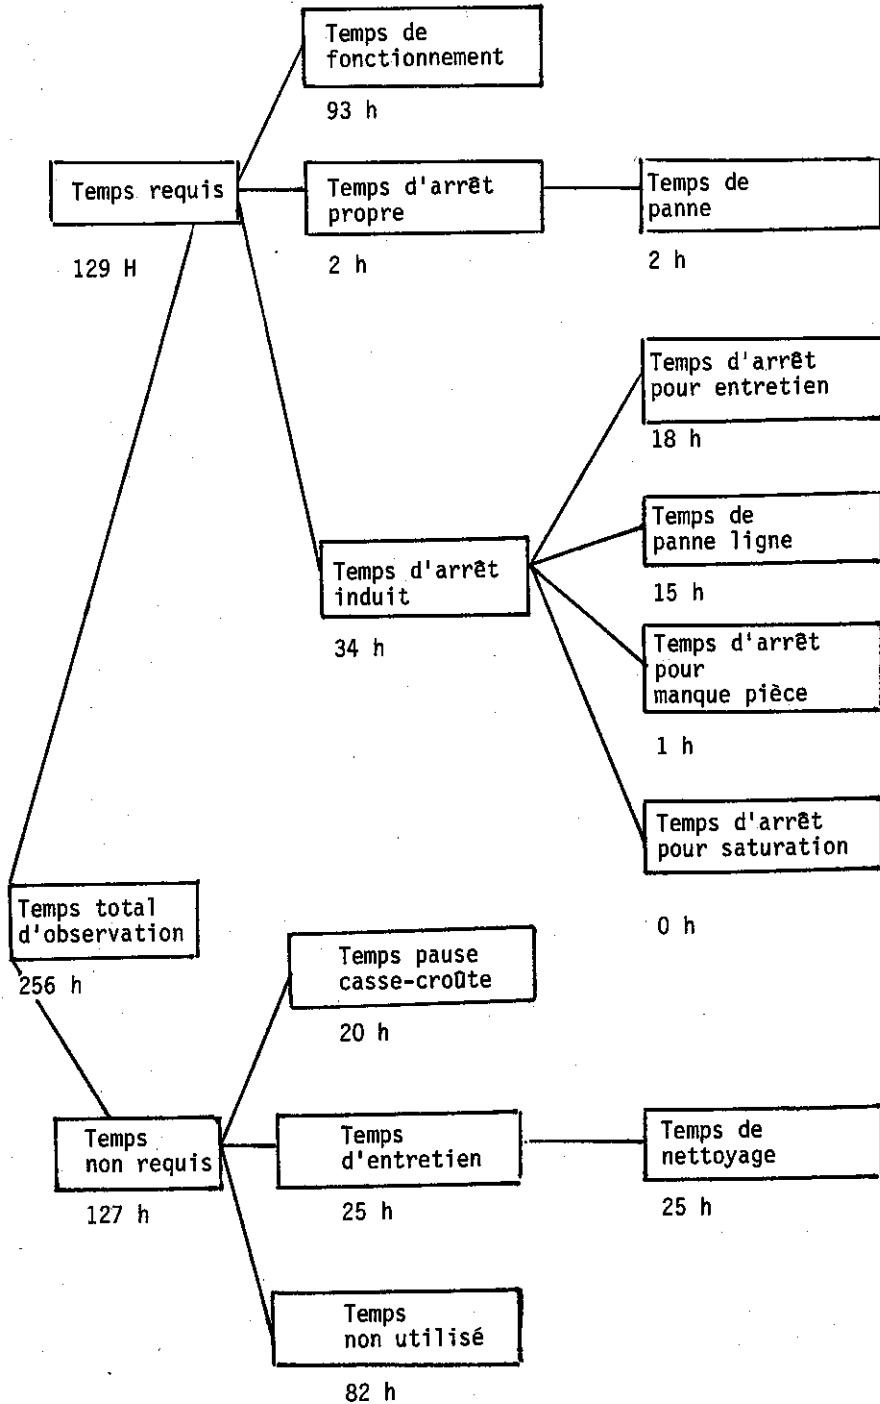 Temps de
fonctionnement
93 h
Temps requis
129 H
Temps d'arrêt
propre
2 h
Temps de
panne
2 h
Temps d'arrêt
pour entretien
18 h
Temps de
panne ligne
15 h
Temps d'arrêt
induit
34 h
Temps d'arrêt
pour
manque pièce
1 h
Temps d'arrêt
pour saturation
0 h
Temps total
d'observation
256 h
Temps pause
casse-croûte
20 h
Temps
non requis
127 h
Temps
d'entretien
25 h
Temps de
nettoyage
25 h
Temps
non utilisé
82 h